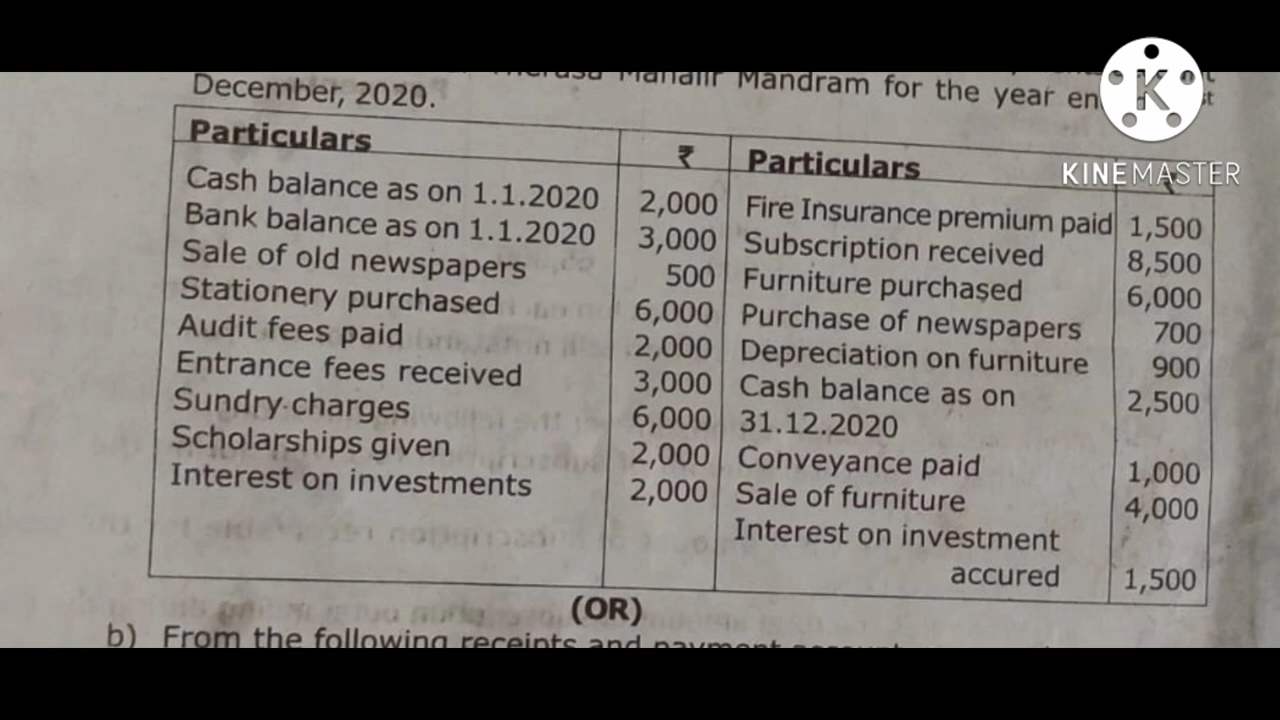 Mahalir Mandram for the year en
December, 2020.
K
KINEMASTER
Particulars ₹ Particulars
Cash balance as on 1.1.2020 2,000 Fire Insurance premium paid 1,500
Bank balance as on 1.1.2020 3,000 Subscription received 8,500
Sale of old newspapers 500 Furniture purchased 6,000
Stationery purchased 6,000 Purchase of newspapers 700
Audit fees paid 2,000 Depreciation on furniture 900
Entrance fees received 3,000 Cash balance as on 2,500
Sundry charges 6,000 31.12.2020
Scholarships given 2,000 Conveyance paid 1,000
Interest on investments 2,000 Sale of furniture 4,000
Interest on investment
accured 1,500
(OR)
b) From the following receipts and payment account